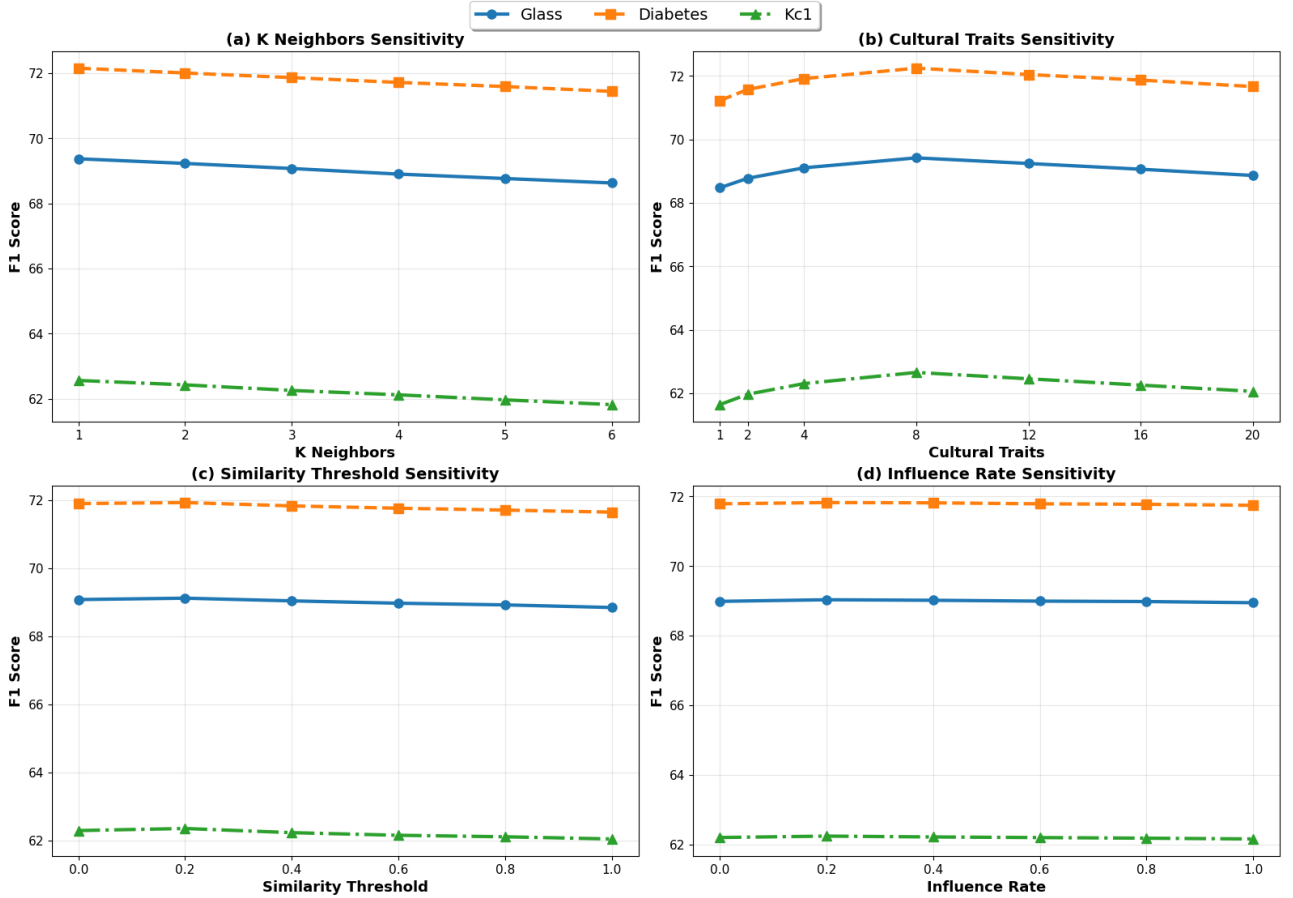 Glass Diabetes Kc1
(a) K Neighbors Sensitivity
F1 Score
72
70
68
66
64
62
1 2 3 4 5 6
K Neighbors
(b) Cultural Traits Sensitivity
F1 Score
72
70
68
66
64
62
1 2 4 8 12 16 20
Cultural Traits
(c) Similarity Threshold Sensitivity
F1 Score
72
70
68
66
64
62
0.0 0.2 0.4 0.6 0.8 1.0
Similarity Threshold
(d) Influence Rate Sensitivity
F1 Score
72
70
68
66
64
62
0.0 0.2 0.4 0.6 0.8 1.0
Influence Rate